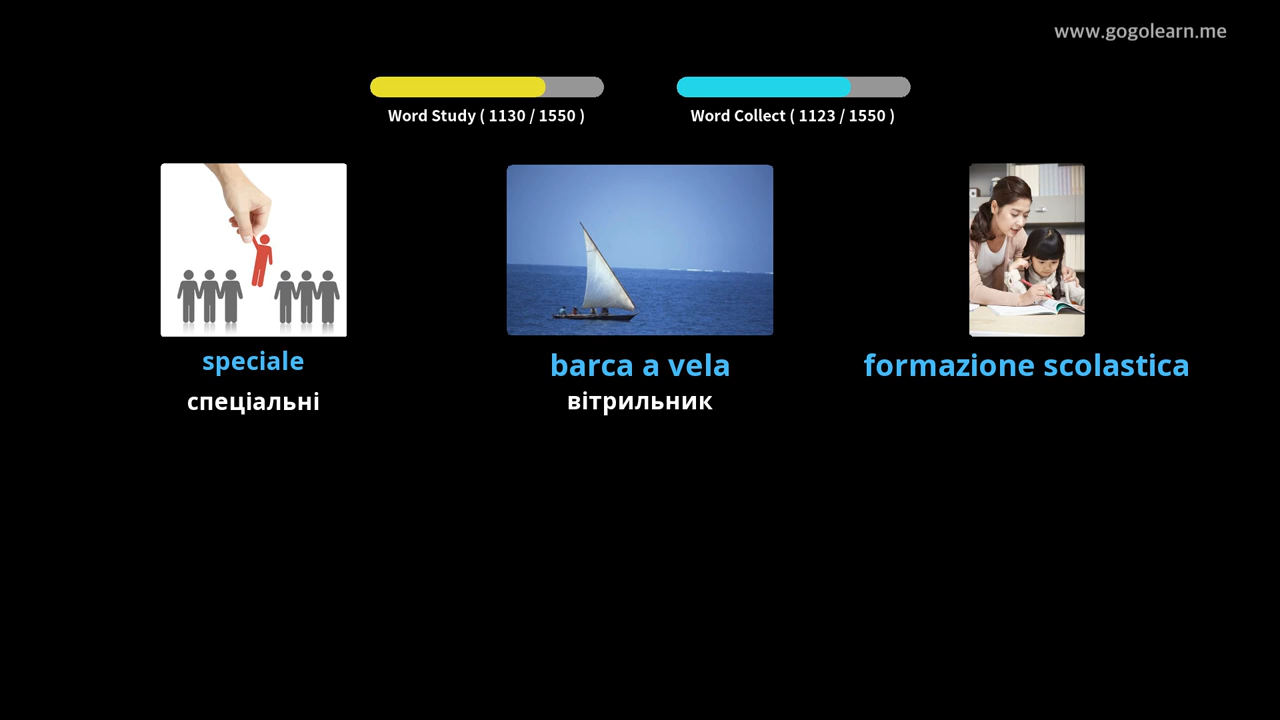 www.gogolearn.me
Word Study ( 1130 / 1550 )
Word Collect ( 1123 / 1550 )
speciale
спеціальні
barca a vela
вітрильник
formazione scolastica